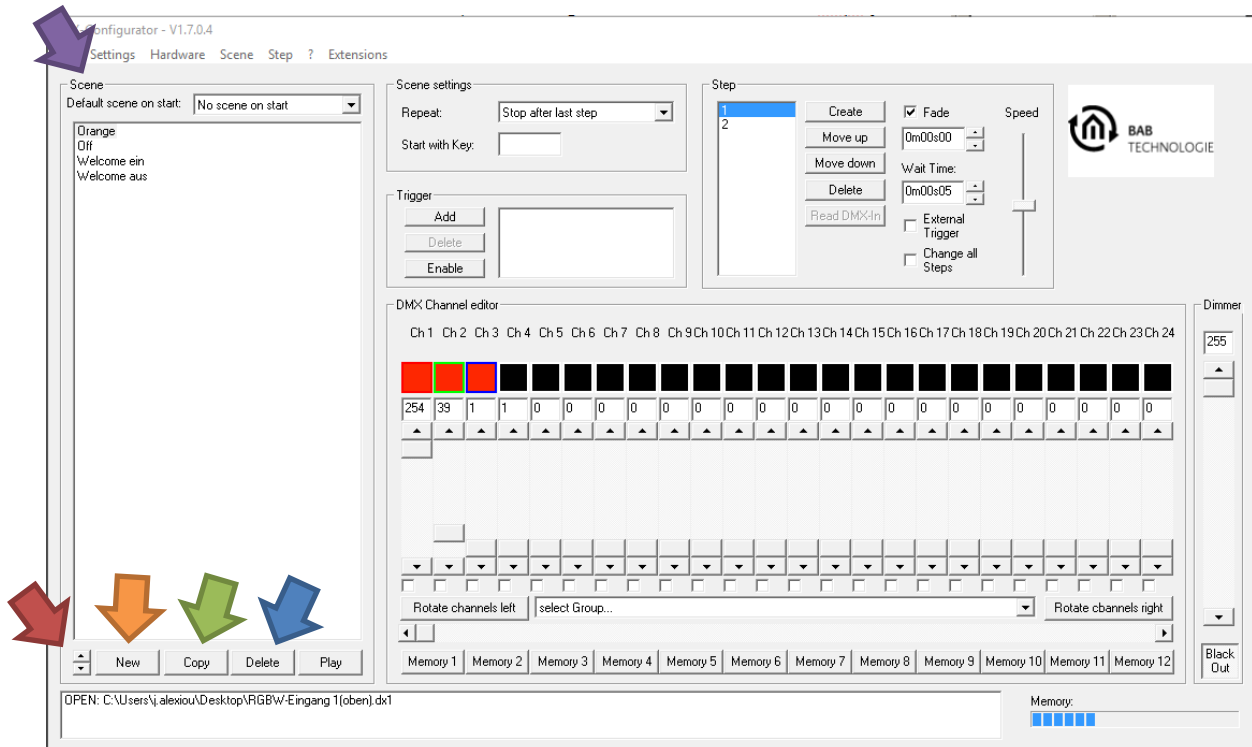 -Configurator - V1.7.0.4
Settings Hardware Scene Step ? Extensions
Scene
Default scene on start: No scene on start
Orange
Off
Welcome ein
Welcome aus
New Copy Delete Play
Scene settings
Repeat: Stop after last step
Start with Key:
Trigger
Add
Delete
Enable
Step
1
2
Create
Move up
Move down
Delete
Read DMX-In
Fade
0m00s00
Wait Time:
0m00s05
External
Trigger
Change all
Steps
Speed
BAB
TECHNOLOGIE
DMX Channel editor
Ch 1 Ch 2 Ch 3 Ch 4 Ch 5 Ch 6 Ch 7 Ch 8 Ch 9 Ch 10 Ch 11 Ch 12 Ch 13 Ch 14 Ch 15 Ch 16 Ch 17 Ch 18 Ch 19 Ch 20 Ch 21 Ch 22 Ch 23 Ch 24
254 39 1 1 0 0 0 0 0 0 0 0 0 0 0 0 0 0 0 0 0 0 0 0
Rotate channels left select Group... Rotate channels right
Memory 1 Memory 2 Memory 3 Memory 4 Memory 5 Memory 6 Memory 7 Memory 8 Memory 9 Memory 10 Memory 11 Memory 12
Dimmer
255
Black
Out
OPEN: C:\Users\j.alexiou\Desktop\RGBW-Eingang 1(oben).dx1
Memory: